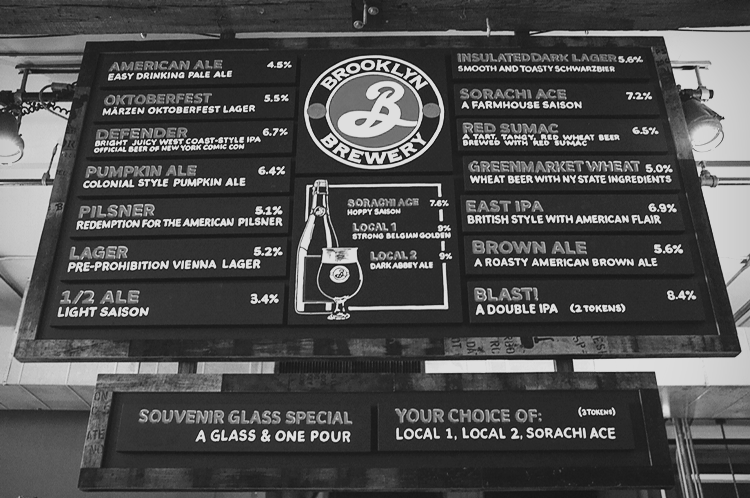 AMERICAN ALE 4.5%
EASY DRINKING PALE ALE
OKTOBERFEST 5.5%
MÄRZEN OKTOBERFEST LAGER
DEFENDER 6.7%
BRIGHT JUICY WEST COAST-STYLE IPA
OFFICIAL BEER OF NEW YORK COMIC CON
PUMPKIN ALE 6.4%
COLONIAL STYLE PUMPKIN ALE
PILSNER 5.1%
REDEMPTION FOR THE AMERICAN PILSNER
LAGER 5.2%
PRE-PROHIBITION VIENNA LAGER
1/2 ALE 3.4%
LIGHT SAISON
BROOKLYN
B
BREWERY
SORACHI ACE 7.6%
HOPPY SAISON
LOCAL 1 9%
STRONG BELGIAN GOLDEN
LOCAL 2 9%
DARK ABBEY ALE
INSULATED DARK LAGER 5.6%
SMOOTH AND TOASTY SCHWARZBIER
SORACHI ACE 7.2%
A FARMHOUSE SAISON
RED SUMAC 6.5%
A TART, TANGY, RED WHEAT BEER
BREWED WITH RED SUMAC
GREENMARKET WHEAT 5.0%
WHEAT BEER WITH NY STATE INGREDIENTS
EAST IPA 6.9%
BRITISH STYLE WITH AMERICAN FLAIR
BROWN ALE 5.6%
A ROASTY AMERICAN BROWN ALE
BLAST! 8.4%
A DOUBLE IPA (2 TOKENS)
SOUVENIR GLASS SPECIAL
A GLASS & ONE POUR
YOUR CHOICE OF: (3 TOKENS)
LOCAL 1, LOCAL 2, SORACHI ACE